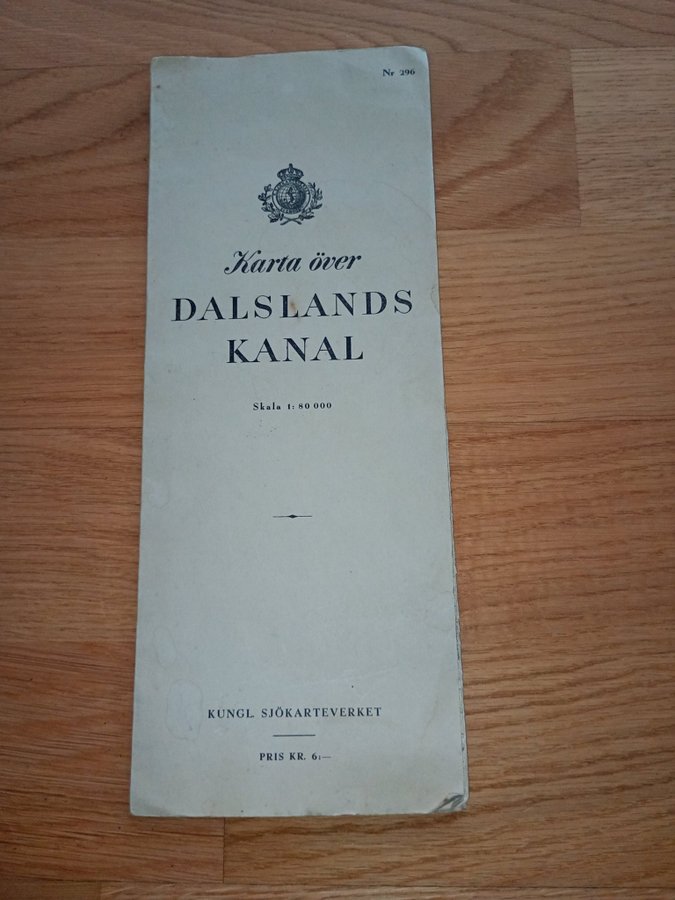 Nr 296
Karta över
DALSLANDS
KANAL
Skala 1: 80 000
KUNGL. SJÖKARTEVERKET
PRIS KR. 6:—